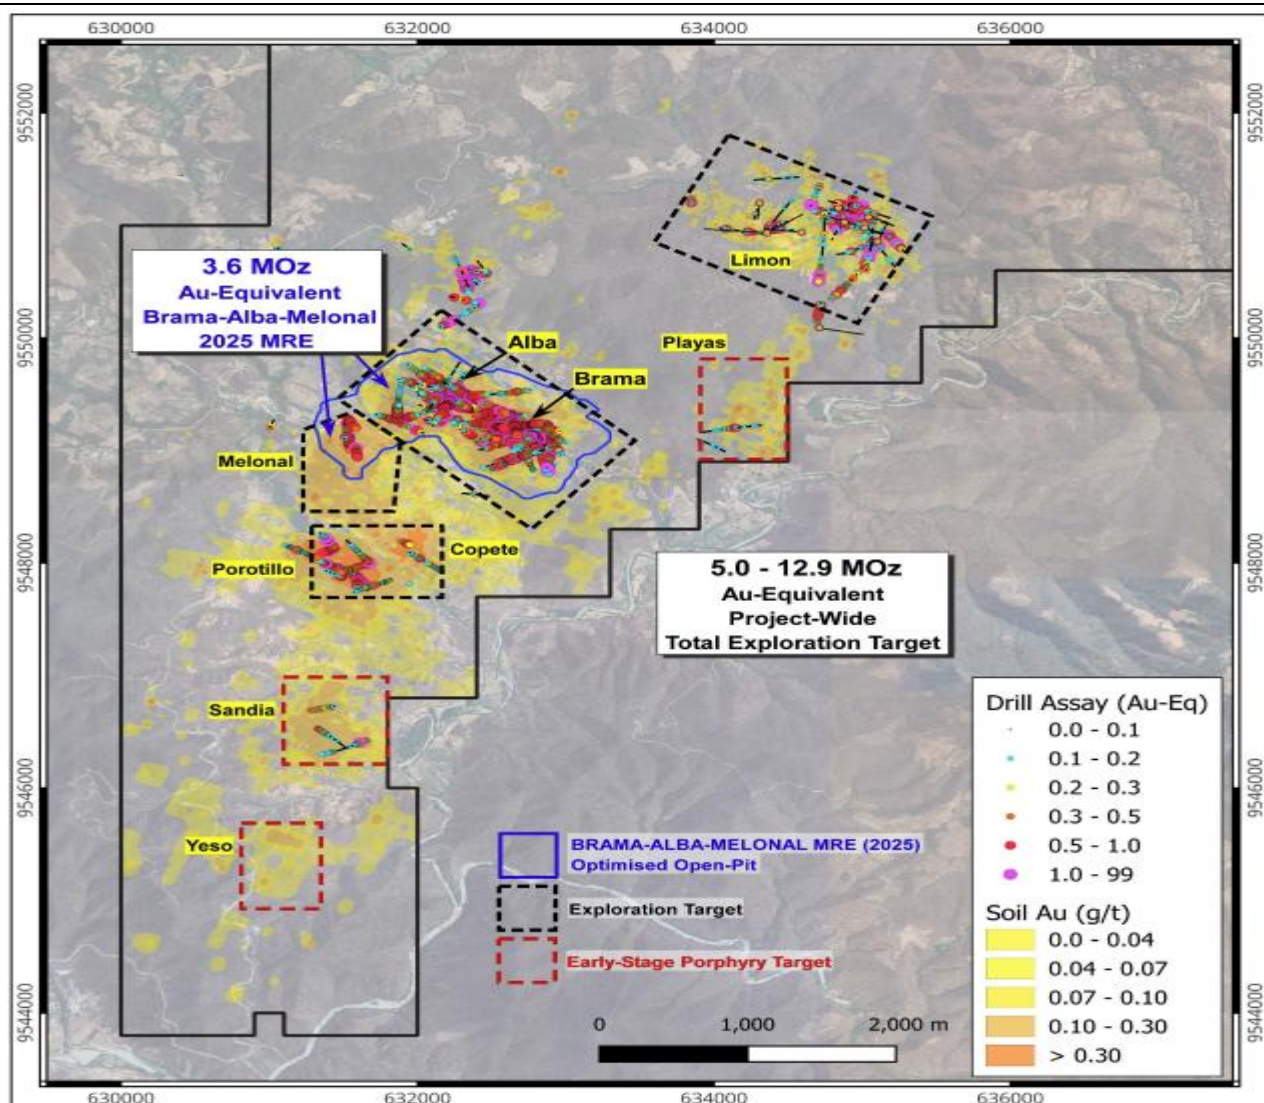 630000 632000 634000 636000
9552000 9552000
Limon
3.6 MOz
Au-Equivalent
Brama-Alba-Melonal
2025 MRE
9550000 9550000
Alba
Playas
Brama
Melonal
Copete
Porotillo
9548000 9548000
5.0 - 12.9 MOz
Au-Equivalent
Project-Wide
Total Exploration Target
Sandia
9546000 9546000
Yeso
BRAMA-ALBA-MELONAL MRE (2025)
Optimised Open-Pit
Exploration Target
Early-Stage Porphyry Target
Drill Assay (Au-Eq)
0.0 - 0.1
0.1 - 0.2
0.2 - 0.3
0.3 - 0.5
0.5 - 1.0
1.0 - 99
Soil Au (g/t)
0.0 - 0.04
0.04 - 0.07
0.07 - 0.10
0.10 - 0.30
> 0.30
9544000 9544000
0 1,000 2,000 m
630000 632000 634000 636000